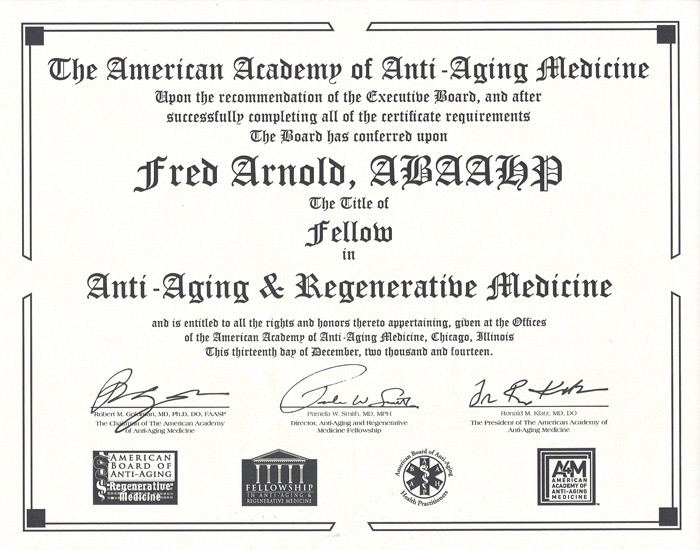 The American Academy of Anti-Aging Medicine
Upon the recommendation of the Executive Board, and after
successfully completing all of the certificate requirements
The Board has conferred upon
Fred Arnold, ABAAHP
The Title of
Fellow
in
Anti-Aging & Regenerative Medicine
and is entitled to all the rights and honors thereto appertaining, given at the Offices
of the American Academy of Anti-Aging Medicine, Chicago, Illinois
This thirteenth day of December, two thousand and fourteen.
Robert M. Goldman, MD, Ph.D, DO, FAASP
The Chairman of The American Academy
of Anti-Aging Medicine
Pamela W. Smith, MD, MPH
Director, Anti-Aging and Regenerative
Medicine Fellowship
Ronald M. Klatz, MD, DO
The President of The American Academy of
Anti-Aging Medicine
AMERICAN
BOARD OF
ANTI-AGING
Regenerative
Medicine
FELLOWSHIP
IN ANTI-AGING &
REGENERATIVE MEDICINE
American Board of Anti-Aging
Health Practitioners
A4M
AMERICAN
ACADEMY OF
ANTI-AGING
MEDICINE